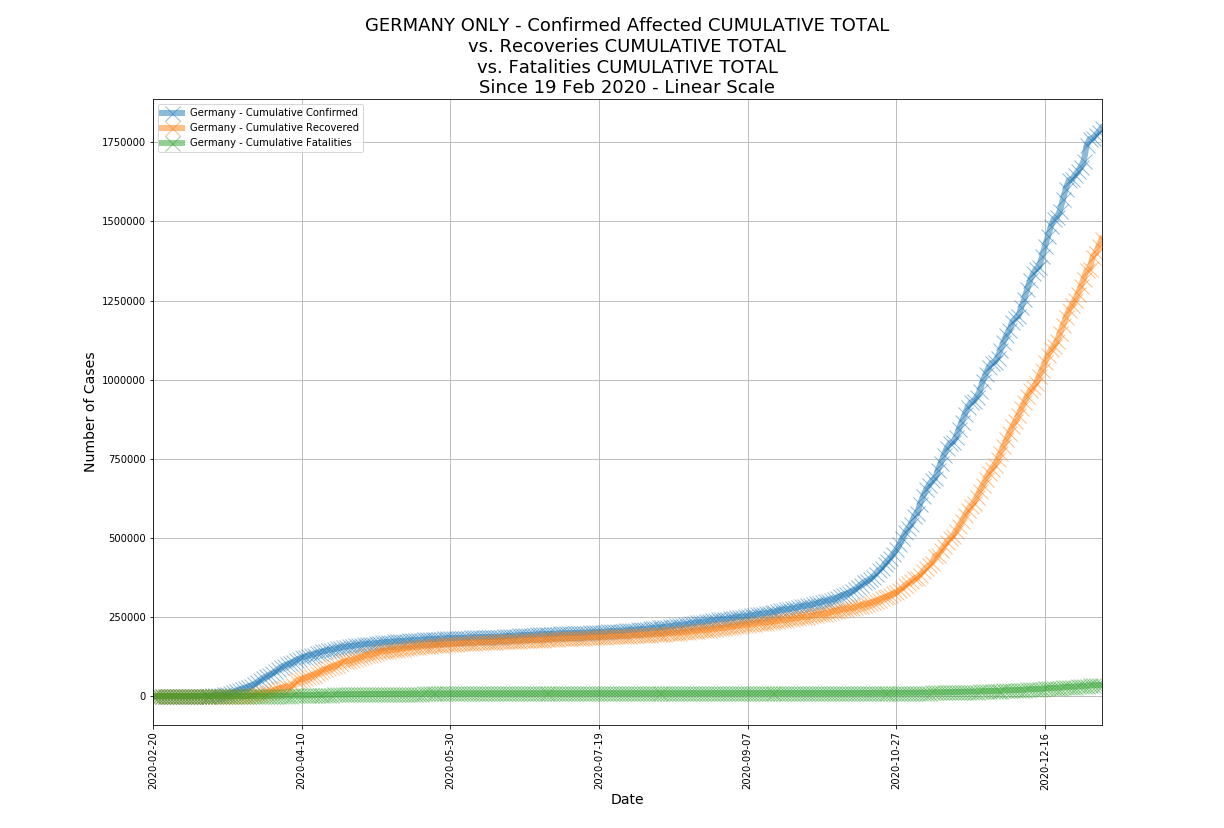 GERMANY ONLY - Confirmed Affected CUMULATIVE TOTAL
vs. Recoveries CUMULATIVE TOTAL
vs. Fatalities CUMULATIVE TOTAL
Since 19 Feb 2020 - Linear Scale
Germany - Cumulative Confirmed
Germany - Cumulative Recovered
Germany - Cumulative Fatalities
Number of Cases
1750000
1500000
1250000
1000000
750000
500000
250000
0
2020-02-20
2020-04-10
2020-05-30
2020-07-19
2020-09-07
2020-10-27
2020-12-16
Date